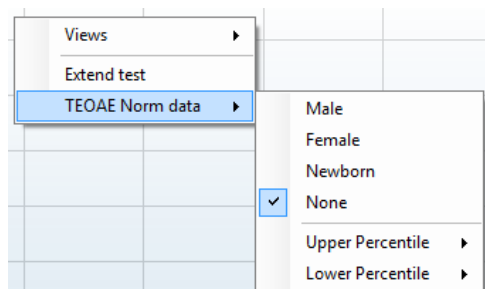 Views
Extend test
TEOAE Norm data
Male
Female
Newborn
None
Upper Percentile
Lower Percentile